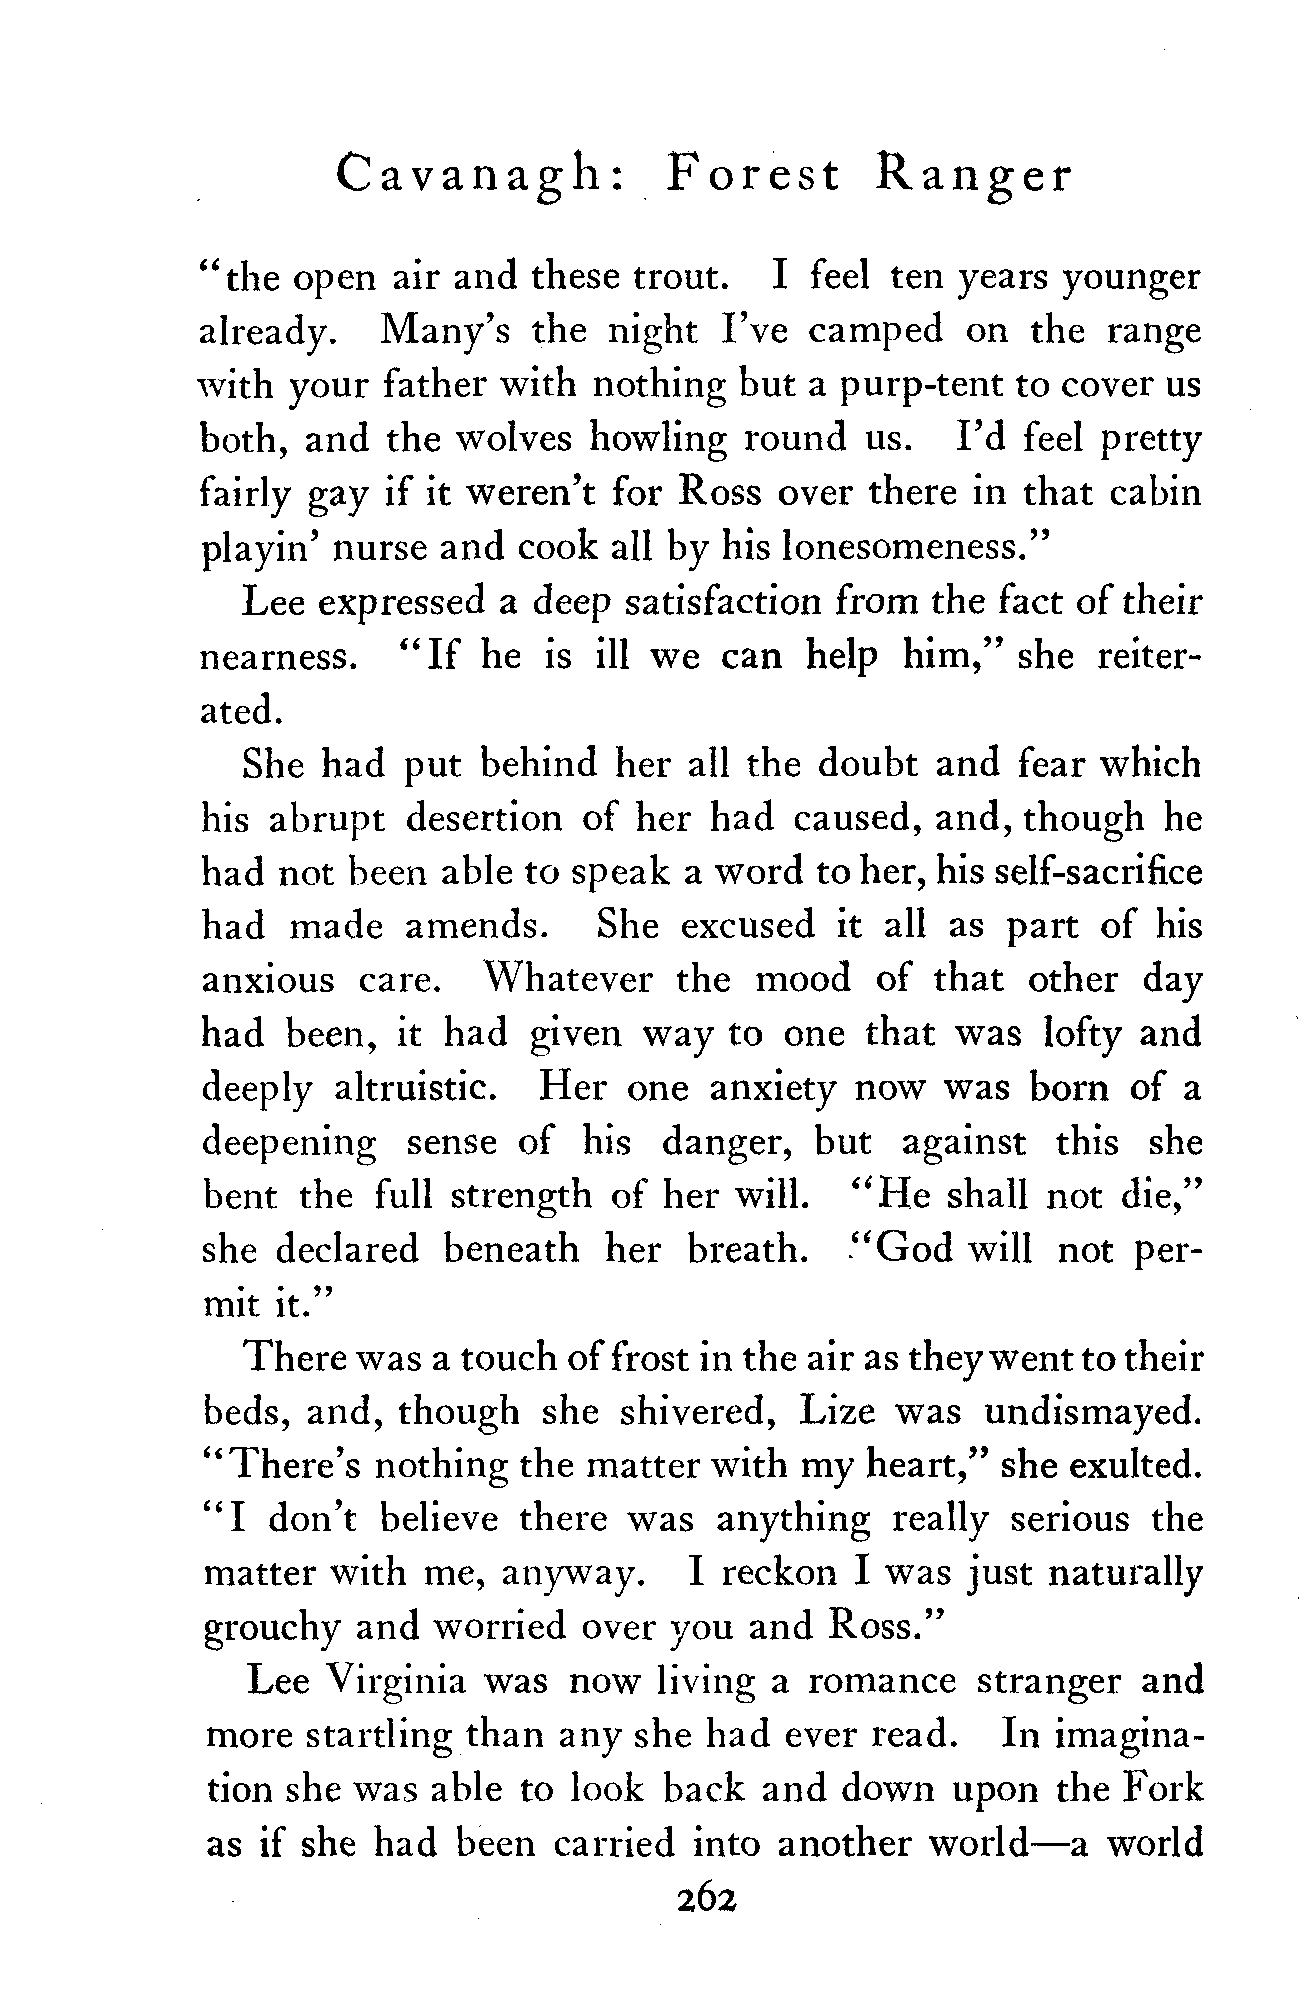 Cavanagh: Forest Ranger
"the open air and these trout. I feel ten years younger
already. Many's the night I've camped on the range
with your father with nothing but a purp-tent to cover us
both, and the wolves howling round us. I'd feel pretty
fairly gay if it weren't for Ross over there in that cabin
playin' nurse and cook all by his lonesomeness."
Lee expressed a deep satisfaction from the fact of their
nearness. "If he is ill we can help him," she reiter-
ated.
She had put behind her all the doubt and fear which
his abrupt desertion of her had caused, and, though he
had not been able to speak a word to her, his self-sacrifice
had made amends. She excused it all as part of his
anxious care. Whatever the mood of that other day
had been, it had given way to one that was lofty and
deeply altruistic. Her one anxiety now was born of a
deepening sense of his danger, but against this she
bent the full strength of her will. "He shall not die,"
she declared beneath her breath. "God will not per-
mit it."
There was a touch of frost in the air as they went to their
beds, and, though she shivered, Lize was undismayed.
"There's nothing the matter with my heart," she exulted.
"I don't believe there was anything really serious the
matter with me, anyway. I reckon I was just naturally
grouchy and worried over you and Ross."
Lee Virginia was now living a romance stranger and
more startling than any she had ever read. In imagina-
tion she was able to look back and down upon the Fork
as if she had been carried into another world—a world
262